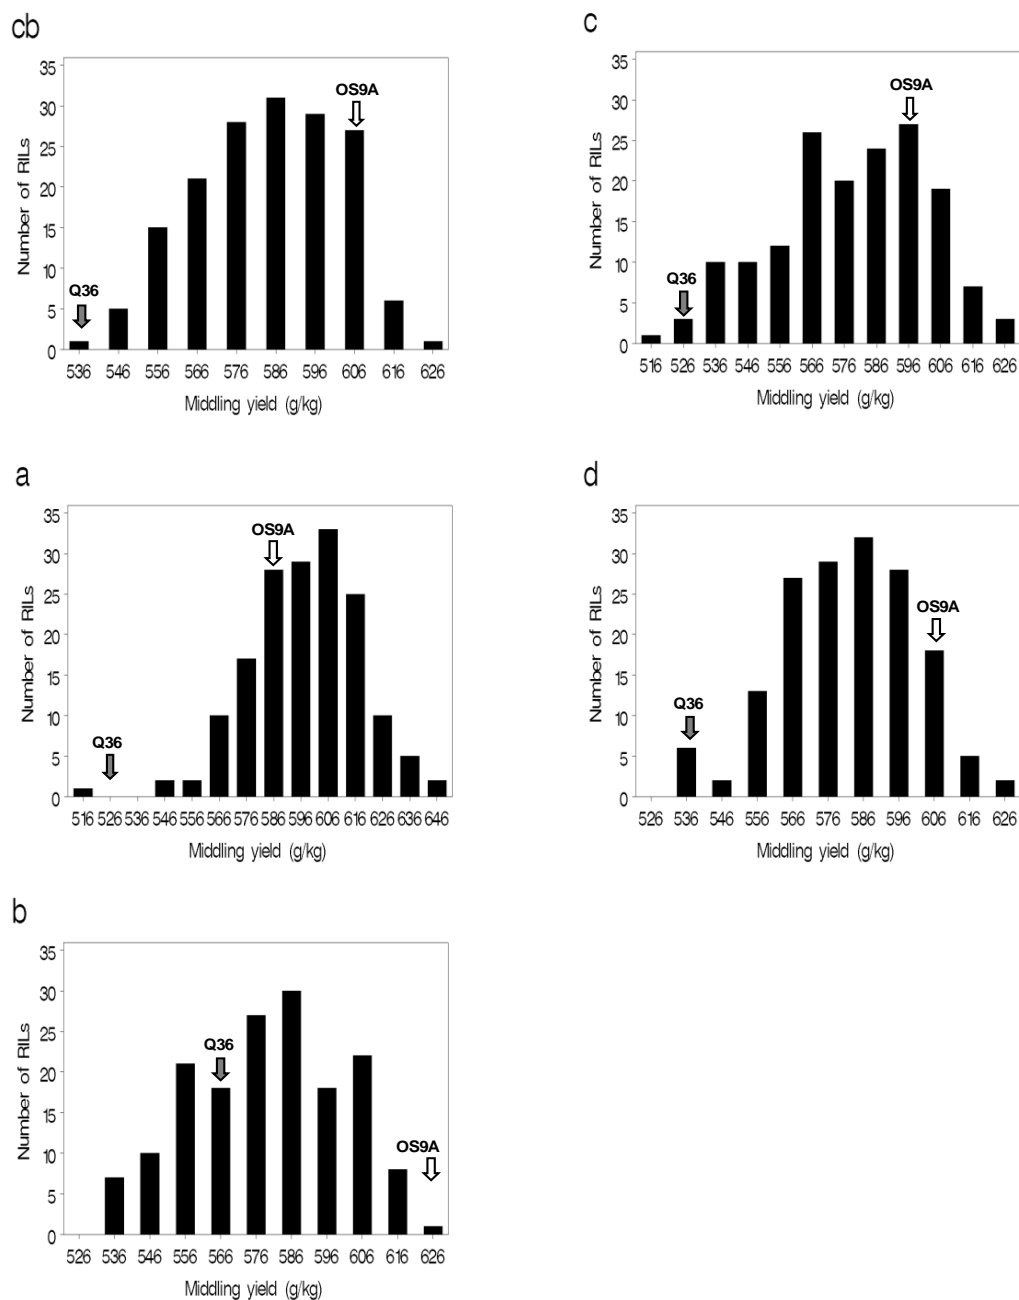 cb
35
30
25
20
15
10
5
0
Number of RILs
Q36
OS9A
536 546 556 566 576 586 596 606 616 626
Middling yield (g/kg)
c
35
30
25
20
15
10
5
0
Number of RILs
Q36
OS9A
516 526 536 546 556 566 576 586 596 606 616 626
Middling yield (g/kg)
a
35
30
25
20
15
10
5
0
Number of RILs
Q36
OS9A
516 526 536 546 556 566 576 586 596 606 616 626 636 646
Middling yield (g/kg)
d
35
30
25
20
15
10
5
0
Number of RILs
Q36
OS9A
526 536 546 556 566 576 586 596 606 616 626
Middling yield (g/kg)
b
35
30
25
20
15
10
5
0
Number of RILs
Q36
OS9A
526 536 546 556 566 576 586 596 606 616 626
Middling yield (g/kg)